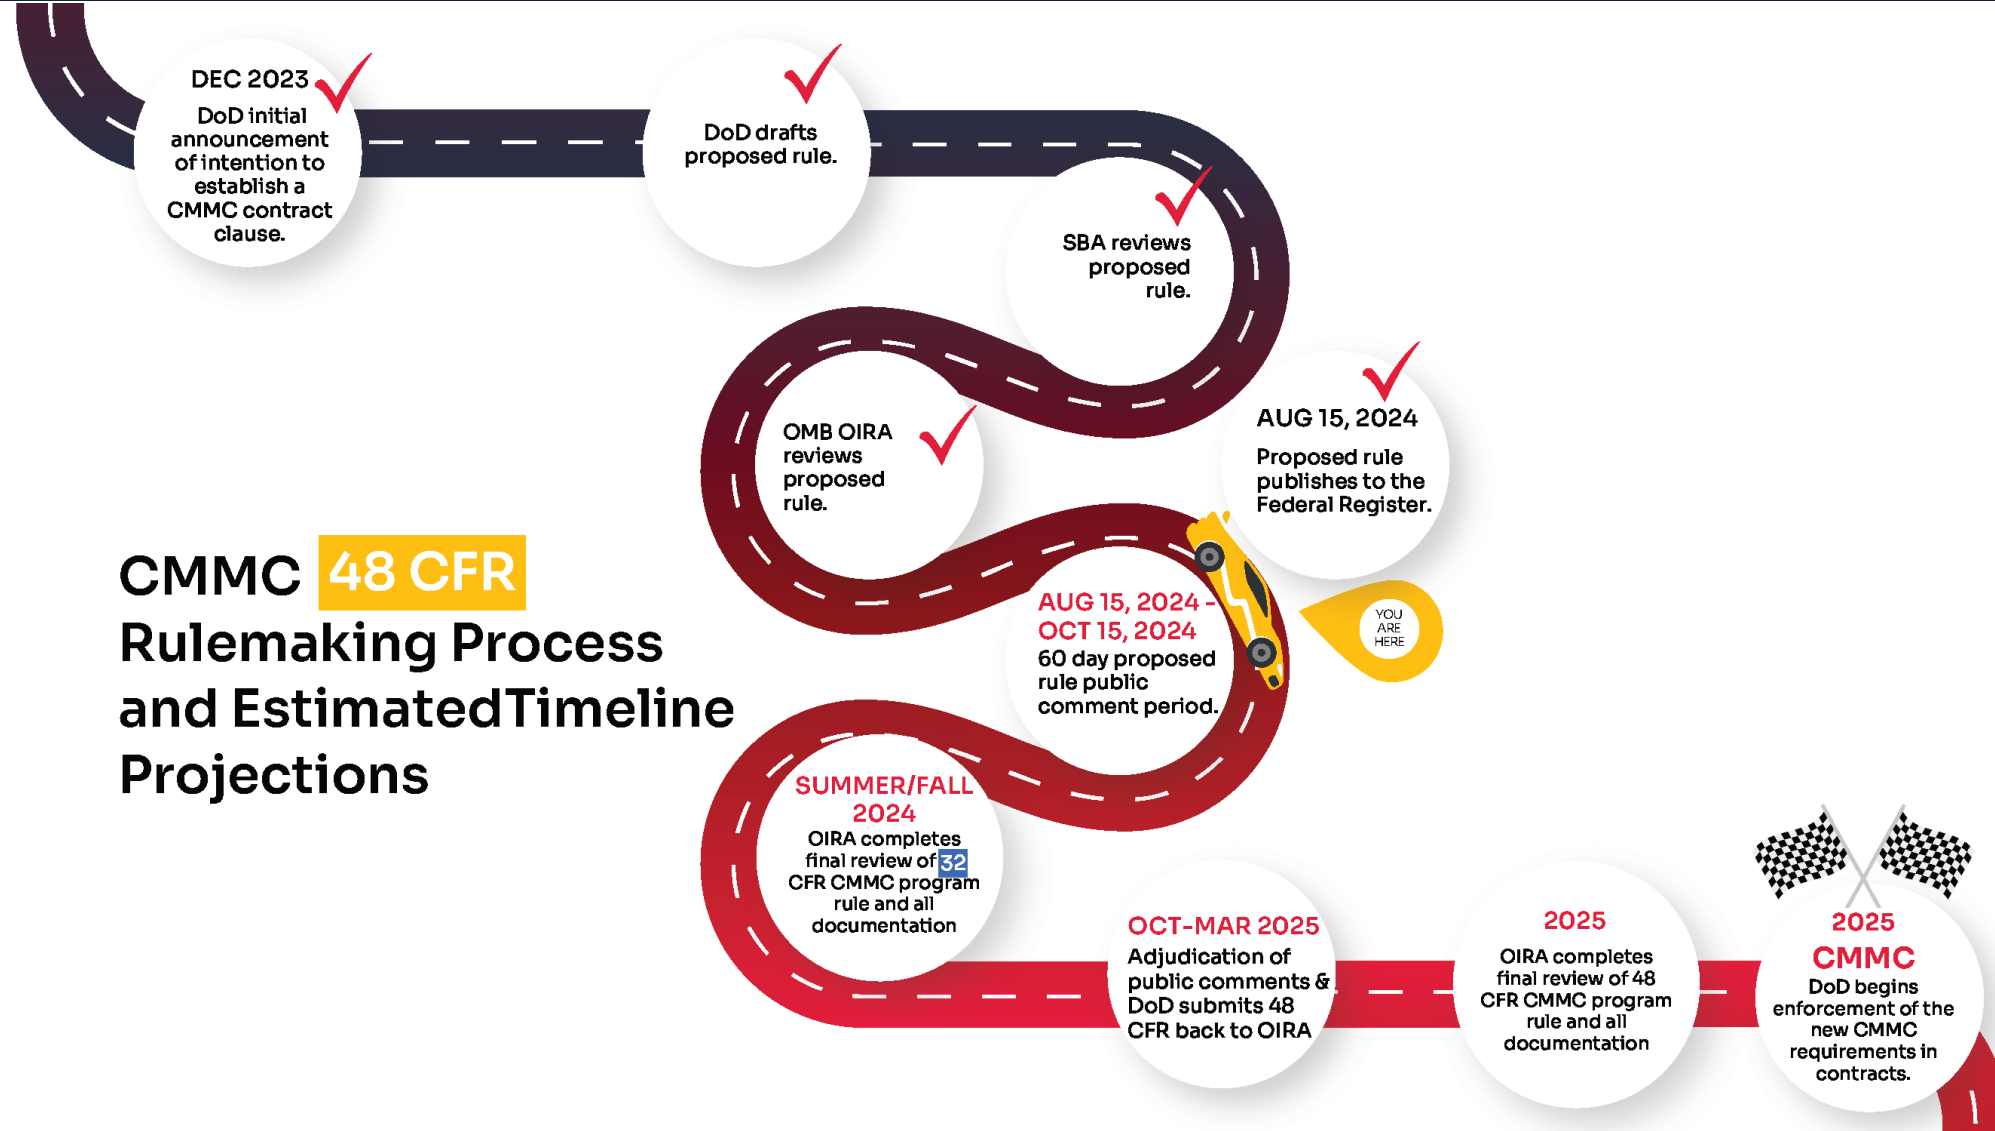 DEC 2023
DoD initial
announcement
of intention to
establish a
CMMC contract
clause.
DoD drafts
proposed rule.
SBA reviews
proposed
rule.
OMB OIRA
reviews
proposed
rule.
AUG 15, 2024
Proposed rule
publishes to the
Federal Register.
YOU
ARE
HERE
CMMC 48 CFR
Rulemaking Process
and EstimatedTimeline
Projections
AUG 15, 2024 -
OCT 15, 2024
60 day proposed
rule public
comment period.
SUMMER/FALL
2024
OIRA completes
final review of 32
CFR CMMC program
rule and all
documentation
OCT-MAR 2025
Adjudication of
public comments &
DoD submits 48
CFR back to OIRA
2025
OIRA completes
final review of 48
CFR CMMC program
rule and all
documentation
2025
CMMC
DoD begins
enforcement of the
new CMMC
requirements in
contracts.